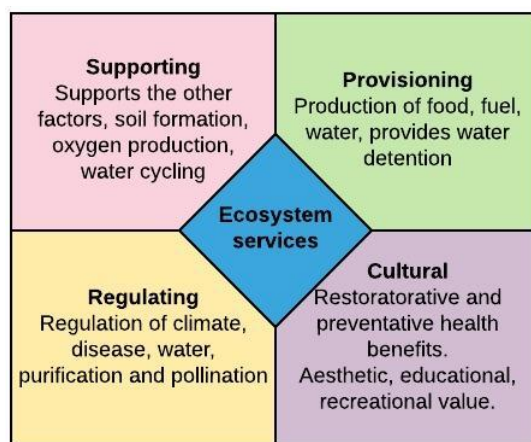 Supporting
Supports the other
factors, soil formation,
oxygen production,
water cycling
Provisioning
Production of food, fuel,
water, provides water
detention
Ecosystem
services
Regulating
Regulation of climate,
disease, water,
purification and pollination
Cultural
Restoratorative and
preventative health
benefits.
Aesthetic, educational,
recreational value.